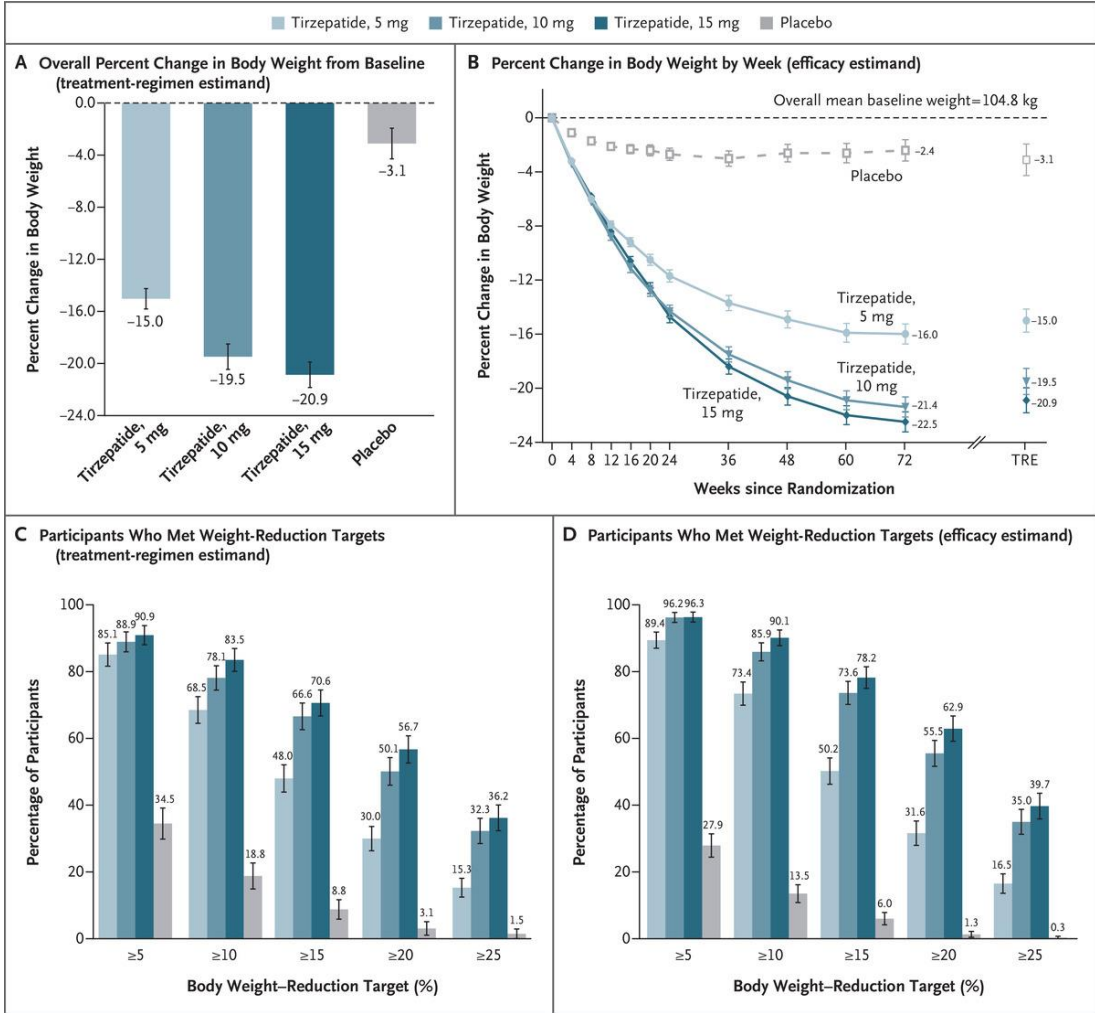 Tirzepatide, 5 mg Tirzepatide, 10 mg Tirzepatide, 15 mg Placebo
A Overall Percent Change in Body Weight from Baseline
(treatment-regimen estimand)
Percent Change in Body Weight
0.0
−4.0
−8.0
−12.0
−16.0
−20.0
−24.0
−15.0
−19.5
−20.9
−3.1
Tirzepatide,
5 mg
Tirzepatide,
10 mg
Tirzepatide,
15 mg
Placebo
B Percent Change in Body Weight by Week (efficacy estimand)
Overall mean baseline weight=104.8 kg
Percent Change in Body Weight
0
−4
−8
−12
−16
−20
−24
−2.4
−3.1
Placebo
Tirzepatide,
5 mg
−16.0
−15.0
Tirzepatide,
10 mg
−21.4
−19.5
Tirzepatide,
15 mg
−22.5
−20.9
0 4 8 12 16 20 24 36 48 60 72 TRE
Weeks since Randomization
C Participants Who Met Weight-Reduction Targets
(treatment-regimen estimand)
Percentage of Participants
100
80
60
40
20
0
85.1 88.9 90.9 34.5
68.5 78.1 83.5 18.8
48.0 66.6 70.6 8.8
30.0 50.1 56.7 3.1
15.3 32.3 36.2 1.5
≥5 ≥10 ≥15 ≥20 ≥25
Body Weight–Reduction Target (%)
D Participants Who Met Weight-Reduction Targets (efficacy estimand)
Percentage of Participants
100
80
60
40
20
0
89.4 96.2 96.3 27.9
73.4 85.9 90.1 13.5
50.2 73.6 78.2 6.0
31.6 55.5 62.9 1.3
16.5 35.0 39.7 0.3
≥5 ≥10 ≥15 ≥20 ≥25
Body Weight–Reduction Target (%)